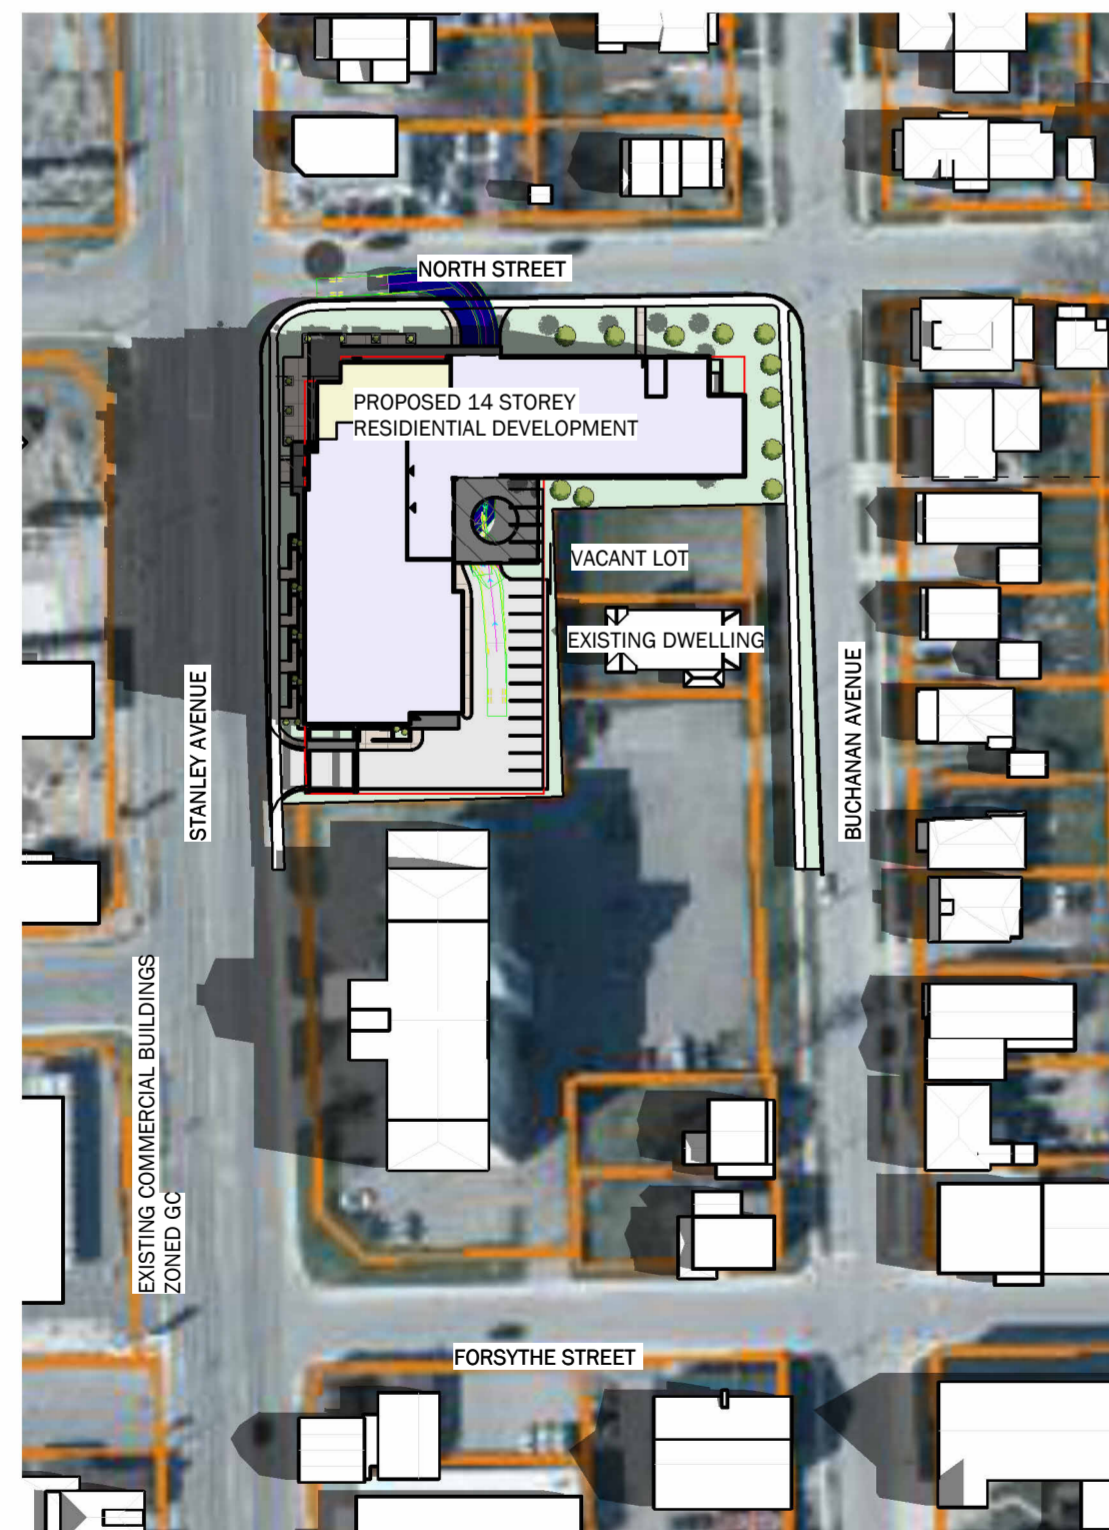 NORTH STREET
PROPOSED 14 STOREY
RESIDENTIAL DEVELOPMENT
VACANT LOT
EXISTING DWELLING
STANLEY AVENUE
BUCHANAN AVENUE
EXISTING COMMERCIAL BUILDINGS
ZONED GC
FORSYTHE STREET